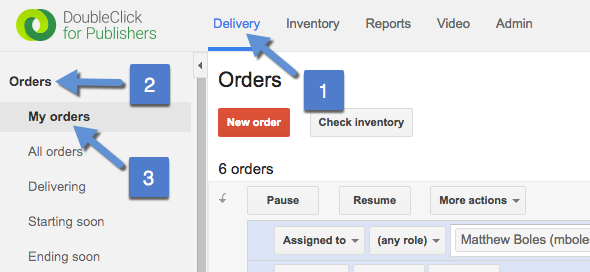 DoubleClick
for Publishers
Delivery Inventory Reports Video Admin
Orders
2
1
My orders
3
All orders
Delivering
Starting soon
Ending soon
Orders
New order Check inventory
6 orders
Pause Resume More actions
Assigned to (any role) Matthew Boles (mbole